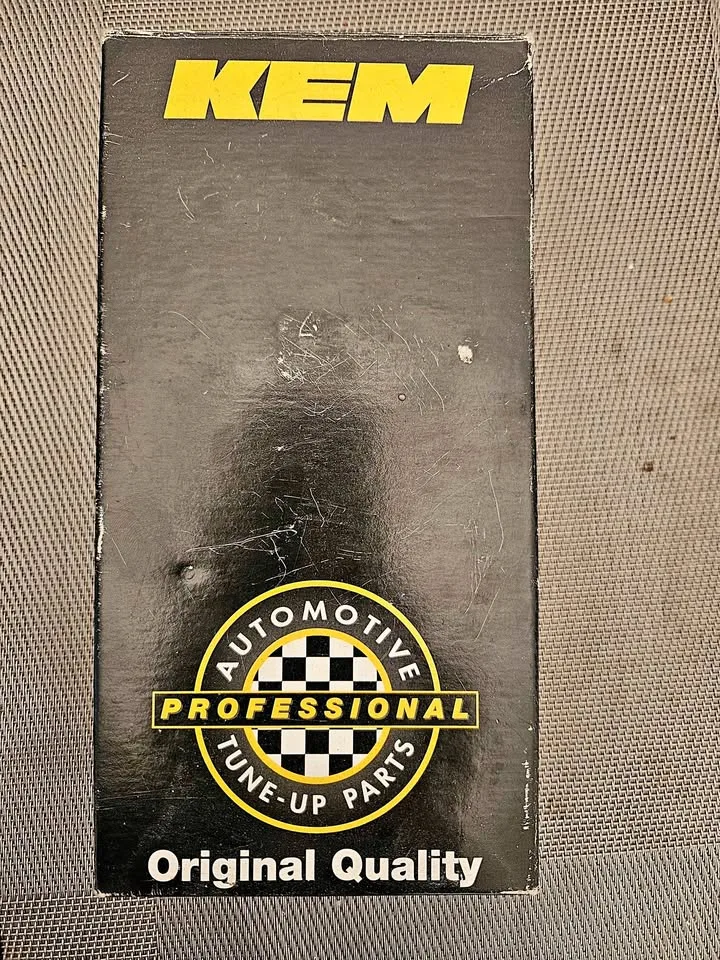 KEM
AUTOMOTIVE
PROFESSIONAL
TUNE-UP PARTS
Original Quality